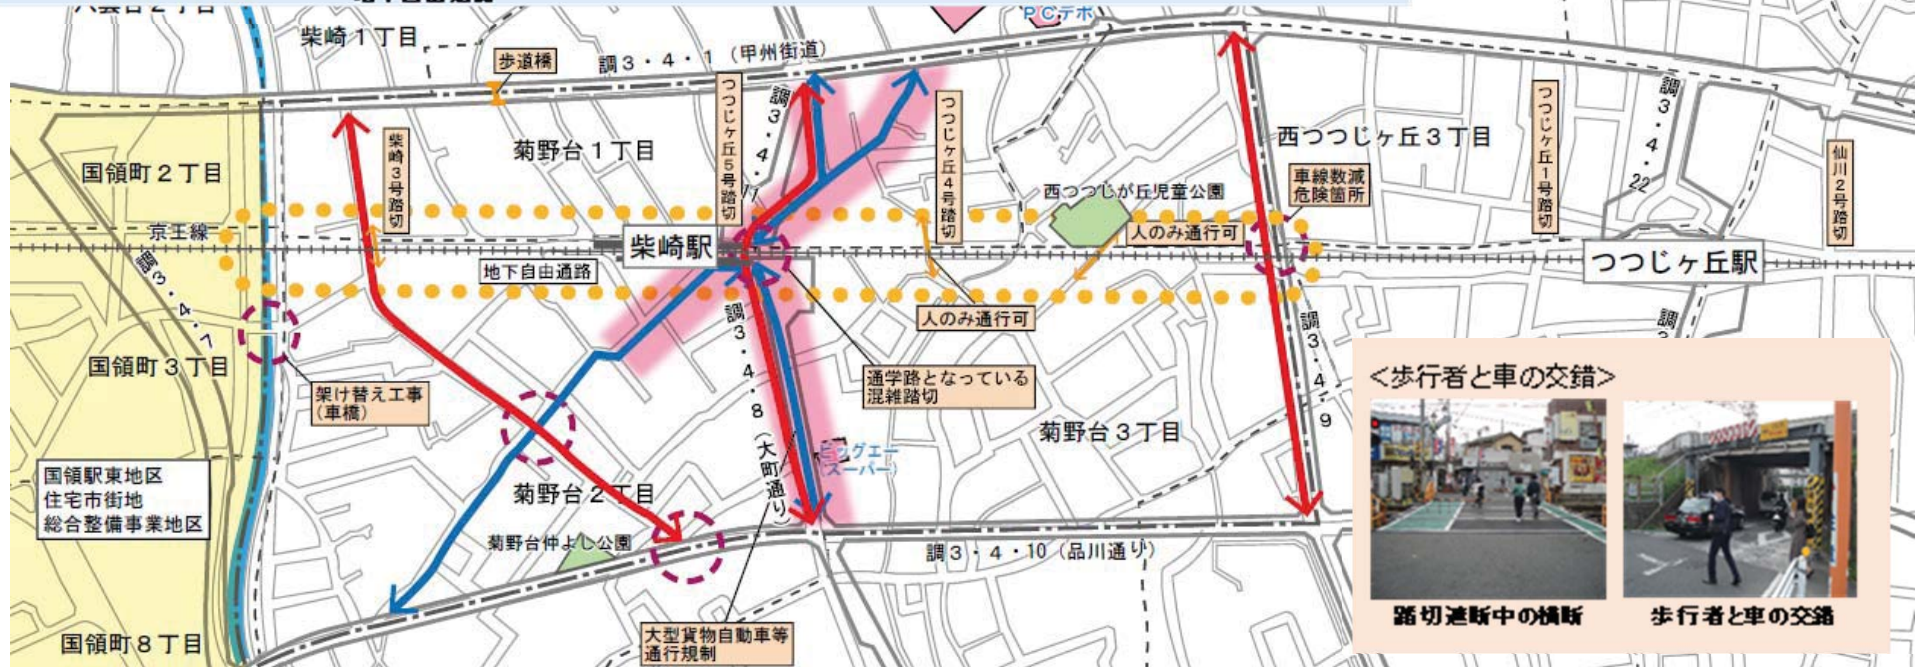 柴崎1丁目
PCデポ
歩道橋
調3・4・1(甲州街道)
つつじヶ丘5号踏切
調3・4・11
つつじヶ丘4号踏切
柴崎3号踏切
菊野台1丁目
西つつじヶ丘3丁目
つつじヶ丘1号踏切
調3・4・22
仙川2号踏切
国領町2丁目
車線数減
危険箇所
西つつじが丘児童公園
人のみ通行可
京王線
柴崎駅
つつじヶ丘駅
地下自由通路
調3・4・7
人のみ通行可
調3・4・8(大町通り)
調3・4・9
国領町3丁目
架け替え工事
(車橋)
通学路となっている
混雑踏切
菊野台3丁目
ビッグエー
(スーパー)
国領駅東地区
住宅市街地
総合整備事業地区
菊野台2丁目
菊野台仲よし公園
調3・4・10(品川通り)
国領町8丁目
大型貨物自動車等
通行規制
<歩行者と車の交錯>
踏切遮断中の横断
歩行者と車の交錯